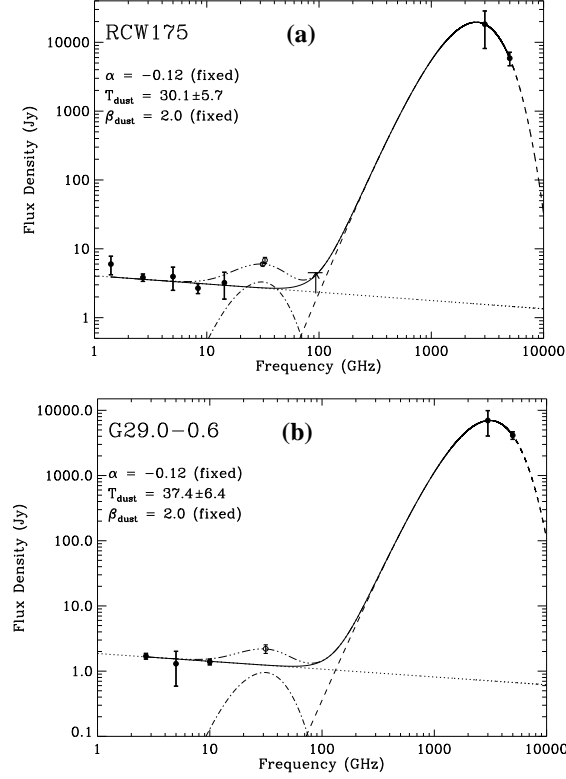 RCW175
(a)
α = −0.12 (fixed)
T_dust = 30.1±5.7
β_dust = 2.0 (fixed)
Flux Density (Jy)
10000
1000
100
10
1
1 10 100 1000 10000
Frequency (GHz)
G29.0−0.6
(b)
α = −0.12 (fixed)
T_dust = 37.4±6.4
β_dust = 2.0 (fixed)
Flux Density (Jy)
10000.0
1000.0
100.0
10.0
1.0
0.1
1 10 100 1000 10000
Frequency (GHz)